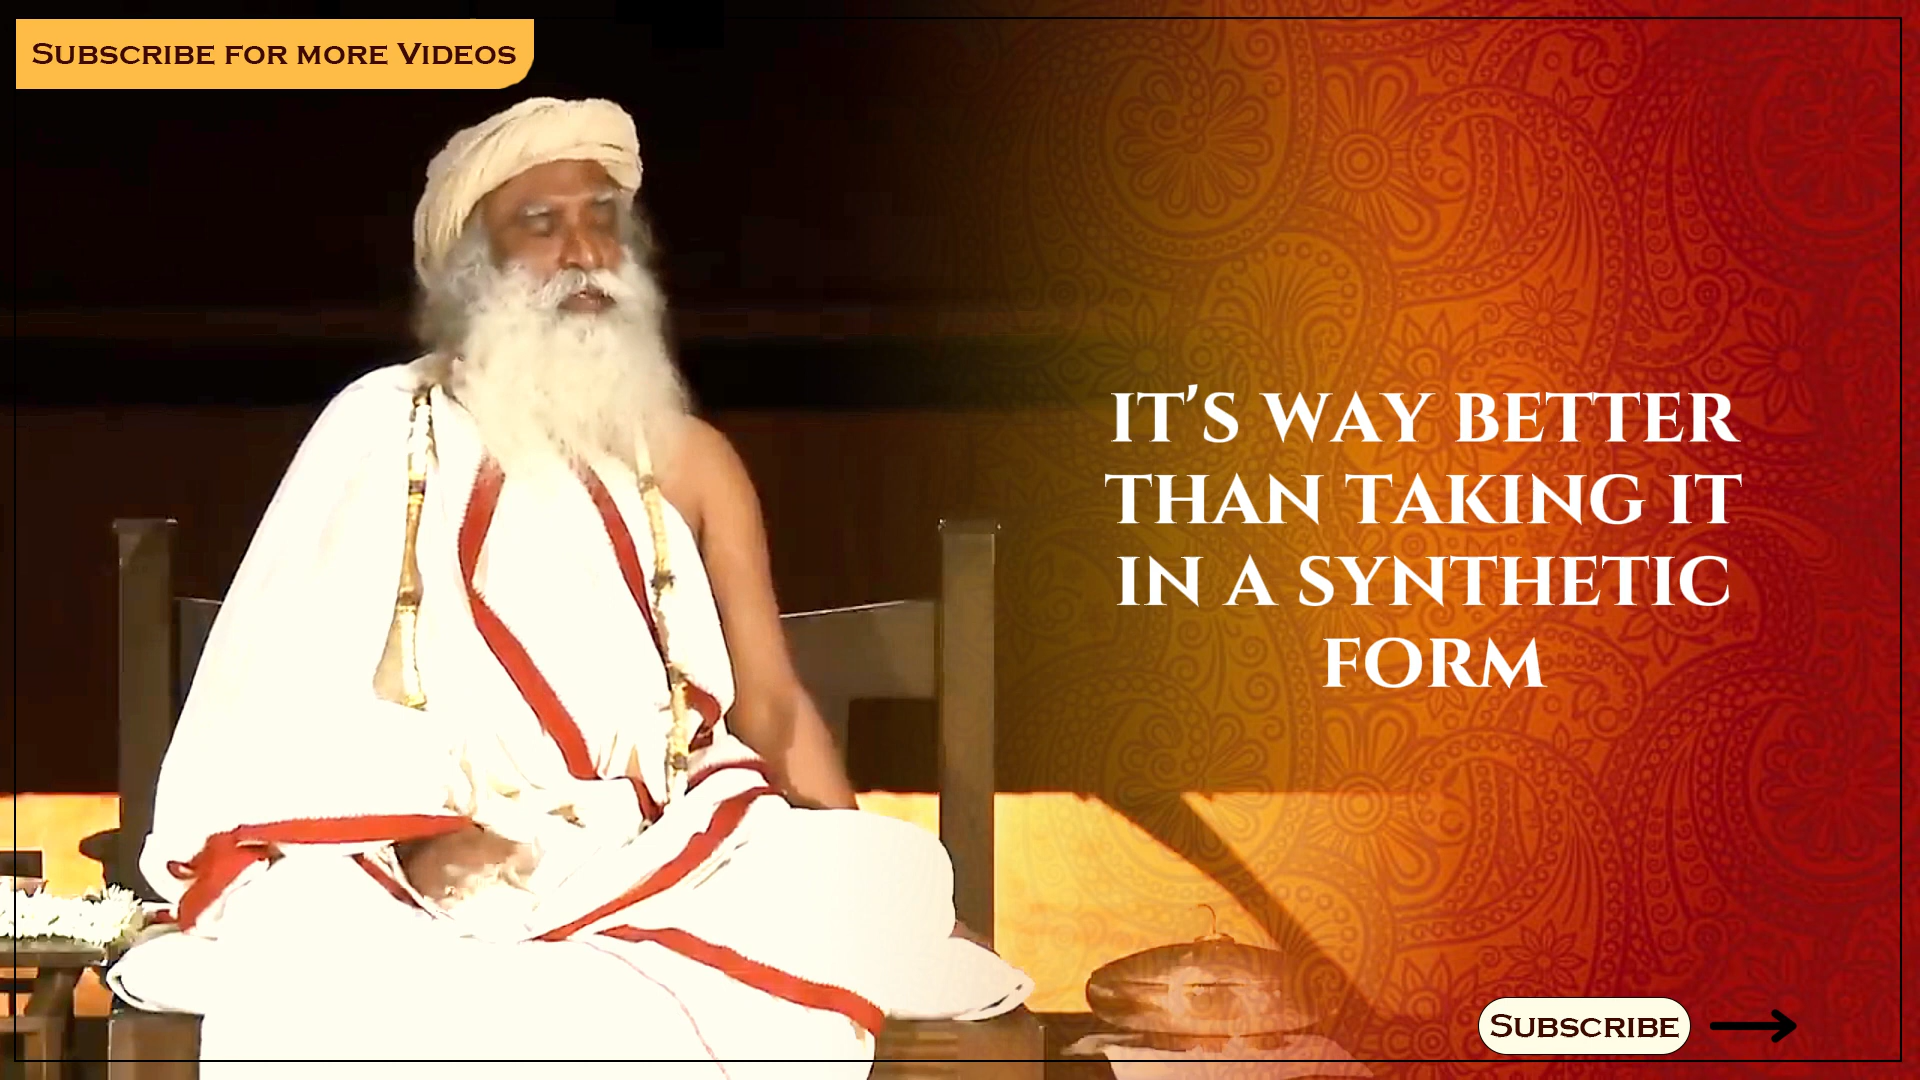 Subscribe for more Videos
IT'S WAY BETTER
THAN TAKING IT
IN A SYNTHETIC
FORM
Subscribe